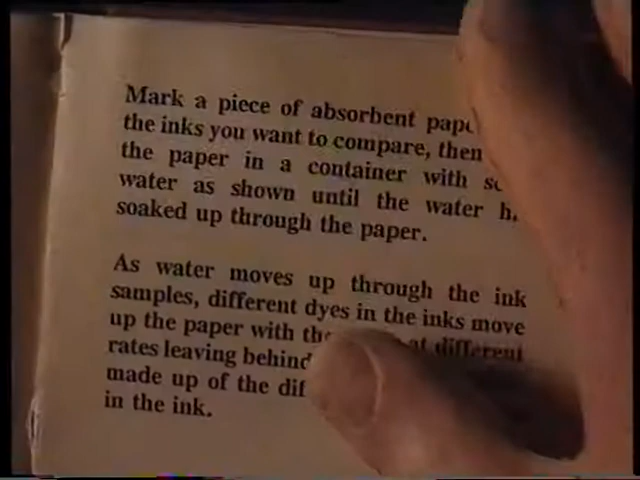 Mark a piece of absorbent
the inks you want to compare, then
the paper in a container with
water as shown until the water
soaked up through the paper.
As water moves up through the ink
samples, different dyes in the inks move
up the paper with at different
rates leaving behind
made up of the
in the ink.